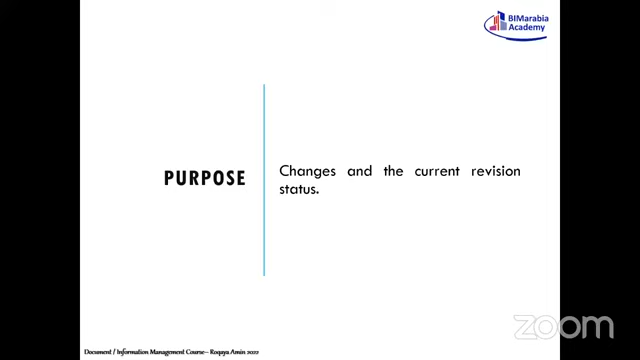 BIMarabia
Academy
PURPOSE
Changes and the current revision
status.
Document / Information Management Course– Roqaya Amin 2022
zoom